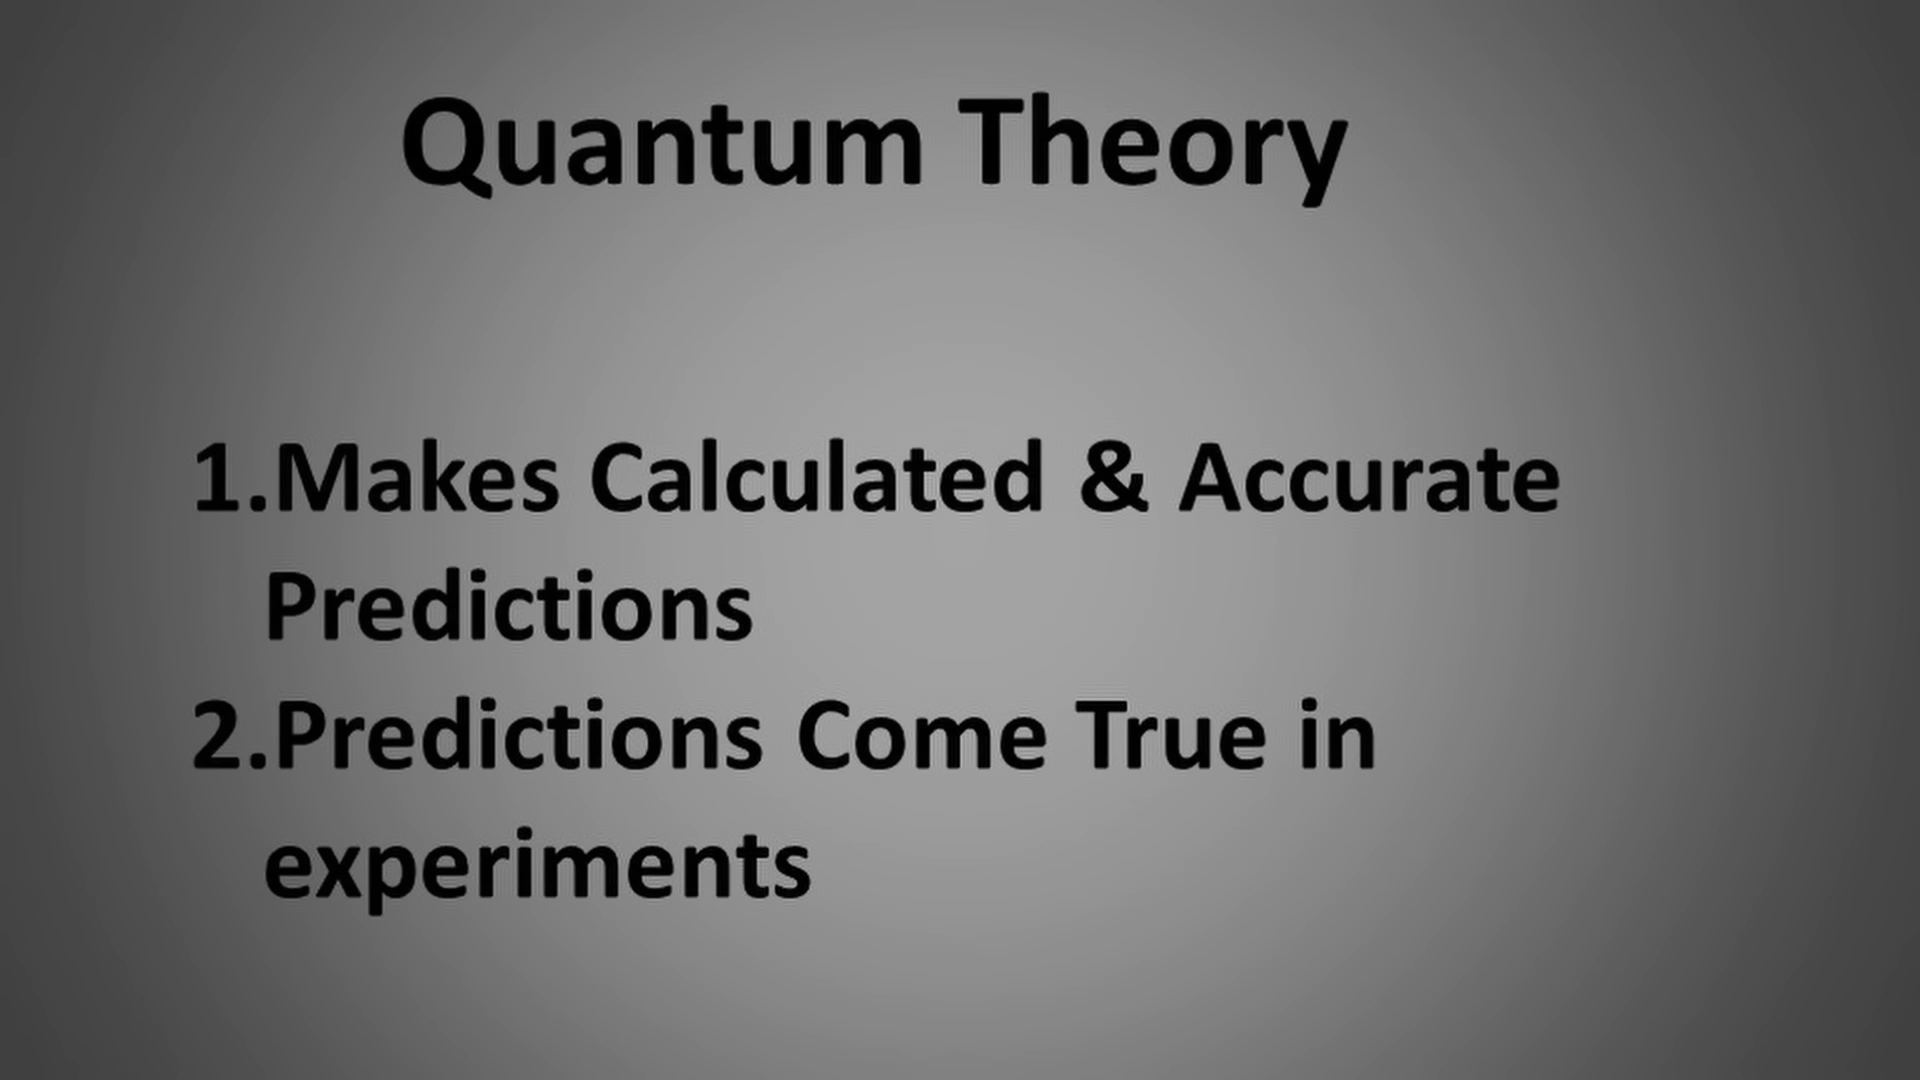 Quantum Theory
1.Makes Calculated & Accurate
Predictions
2.Predictions Come True in
experiments